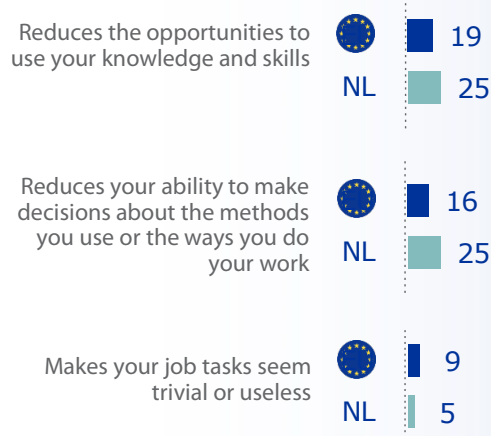 Reduces the opportunities to
use your knowledge and skills
19
NL
25
Reduces your ability to make
decisions about the methods
you use or the ways you do
your work
16
NL
25
Makes your job tasks seem
trivial or useless
9
NL
5